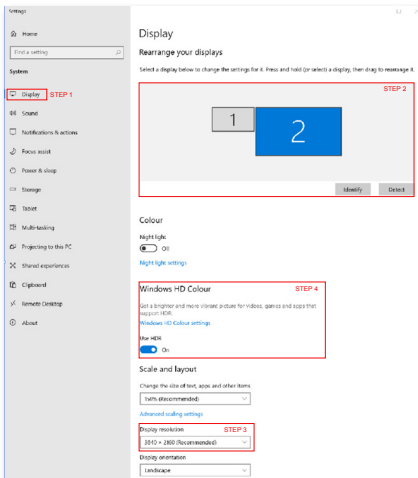 Settings
Home
Find a setting
System
Display STEP 1
Sound
Notifications & actions
Focus assist
Power & sleep
Storage
Tablet
Multi-tasking
Projecting to this PC
Shared experiences
Clipboard
Remote Desktop
About
Display
Rearrange your displays
Select a display below to change the settings for it. Press and hold (or select) a display, then drag to rearrange it.
STEP 2
1
2
Identify Detect
Colour
Night light
Off
Night light settings
Windows HD Colour STEP 4
Get a brighter and more vibrant picture for videos, games and apps that
support HDR.
Windows HD Colour settings
Use HDR
On
Scale and layout
Change the size of text, apps and other items
(Recommended)
Advanced scaling settings
Display resolution STEP 3
3840 × 2160 (Recommended)
Display orientation
Landscape